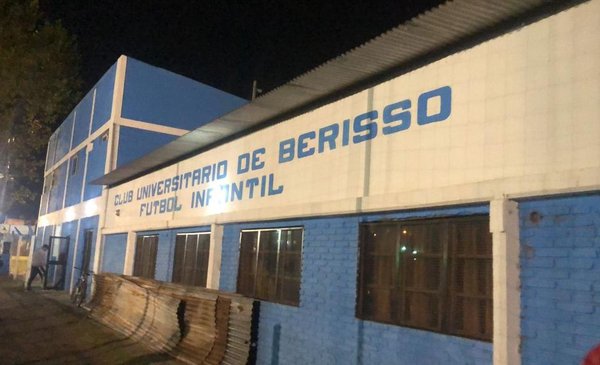 CLUB UNIVERSITARIO DE BERISSO
FUTBOL INFANTIL